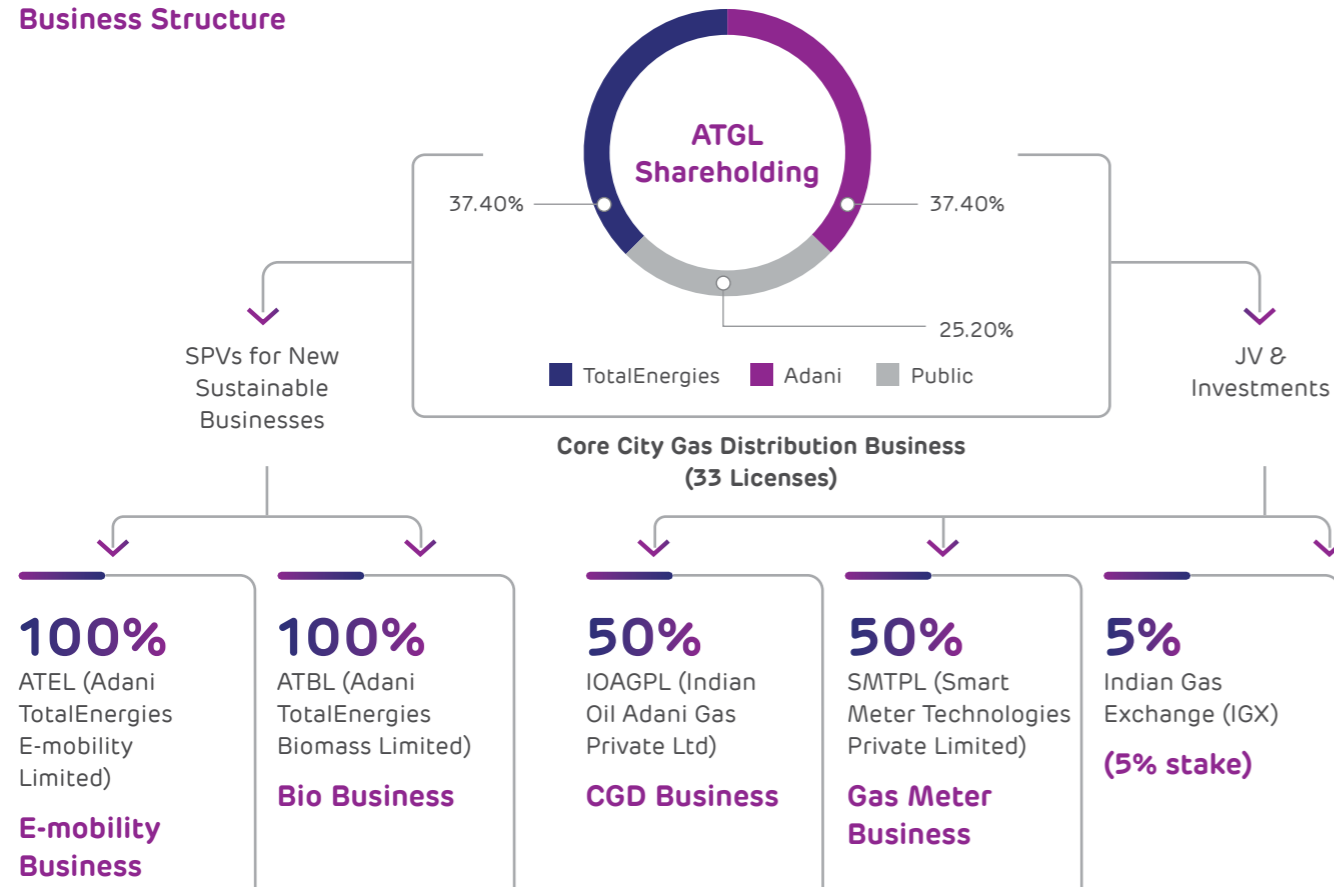 Business Structure
ATGL
Shareholding
37.40%
37.40%
25.20%
TotalEnergies
Adani
Public
SPVs for New
Sustainable
Businesses
JV &
Investments
Core City Gas Distribution Business
(33 Licenses)
100%
ATEL (Adani
TotalEnergies
E-mobility
Limited)
E-mobility
Business
100%
ATBL (Adani
TotalEnergies
Biomass Limited)
Bio Business
50%
IOAGPL (Indian
Oil Adani Gas
Private Ltd)
CGD Business
50%
SMTPL (Smart
Meter Technologies
Private Limited)
Gas Meter
Business
5%
Indian Gas
Exchange (IGX)
(5% stake)